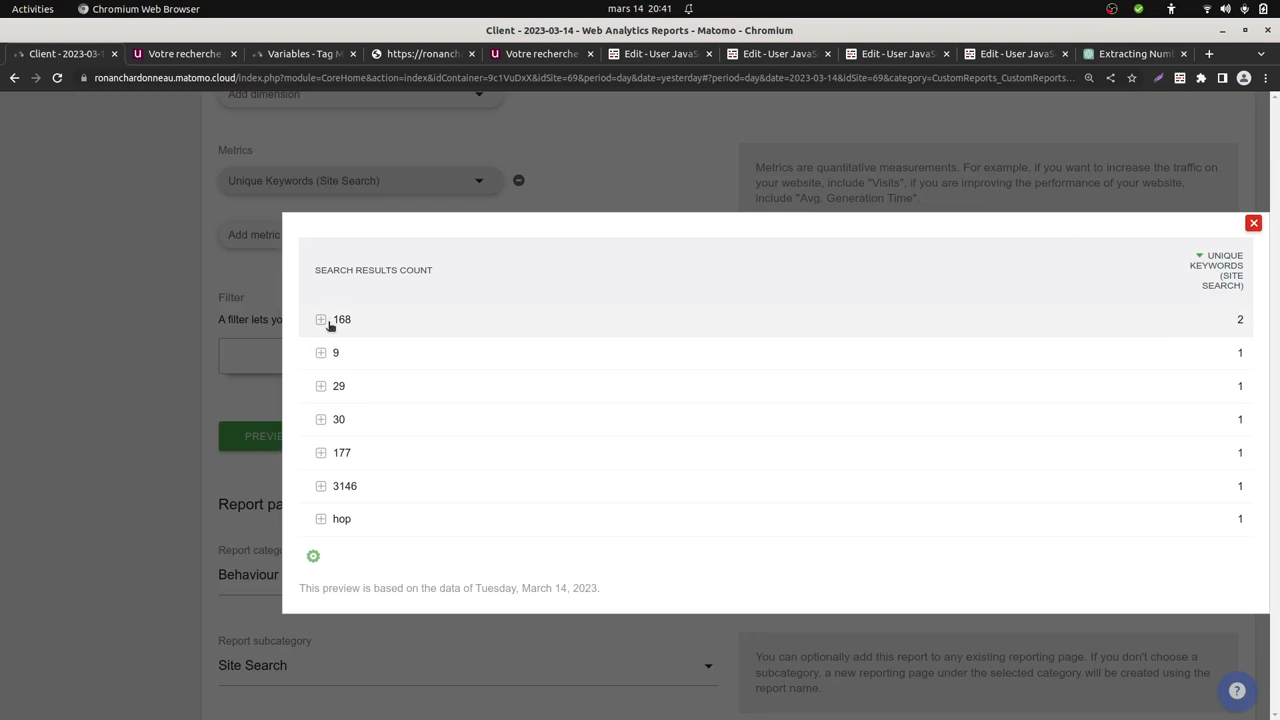 Activities
Chromium Web Browser
mars 14 20:41
Client - 2023-03-14 - Web Analytics Reports - Matomo - Chromium
Client - 2023-03-1
Votre recherche
Variables - Tag M
https://ronanch
Votre recherche
Edit - User JavaS
Edit - User JavaSc
Edit - User JavaS
Edit - User JavaS
Extracting Numb
ronanchardonneau.matomo.cloud/index.php?module=CoreHome&action=index&idContainer=9c1VuDxX&idSite=69&period=day&date=yesterday#?period=day&date=2023-03-14&idSite=69&category=CustomReports_CustomReports...
Add dimension
Metrics
Unique Keywords (Site Search)
Metrics are quantitative measurements. For example, if you want to increase the traffic on
your website, include "Visits", if you are improving the performance of your website,
include "Avg. Generation Time".
Add metric
Filter
A filter lets yo
PREVIE
SEARCH RESULTS COUNT
UNIQUE
KEYWORDS
(SITE
SEARCH)
168 2
9 1
29 1
30 1
177 1
3146 1
hop 1
This preview is based on the data of Tuesday, March 14, 2023.
Report pa
Report categ
Behaviour
Report subcategory
Site Search
You can optionally add this report to any existing reporting page. If you don't choose a
subcategory, a new reporting page under the selected category will be created using the
report name.
?